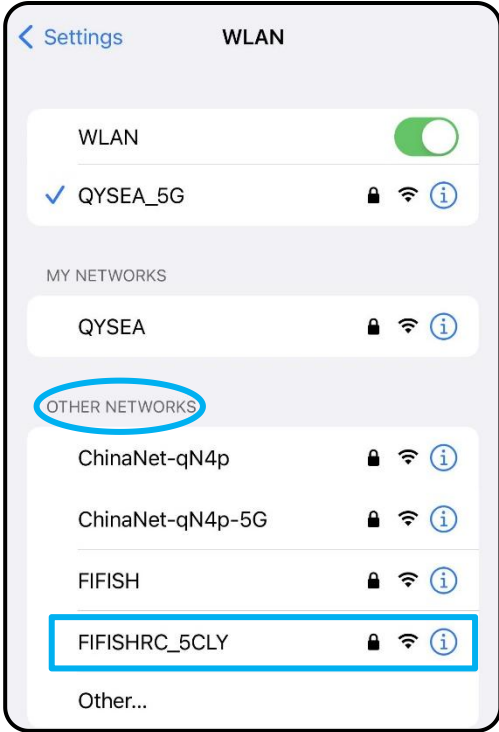 Settings WLAN
WLAN
QYSEA_5G
MY NETWORKS
QYSEA
OTHER NETWORKS
ChinaNet-qN4p
ChinaNet-qN4p-5G
FIFISH
FIFISHRC_5CLY
Other...